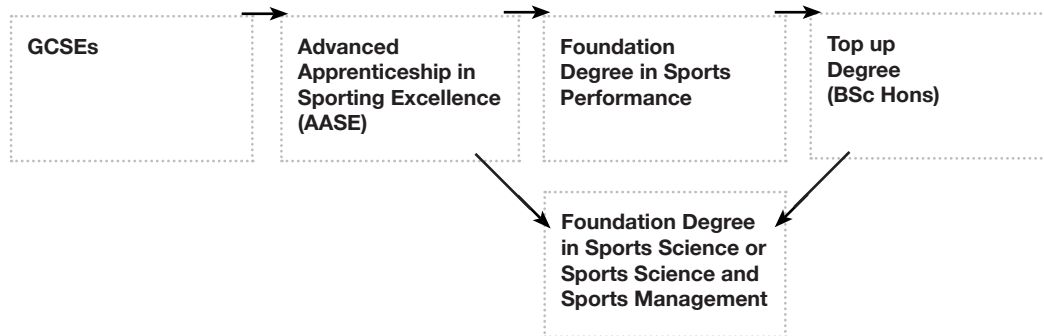 GCSEs
Advanced
Apprenticeship in
Sporting Excellence
(AASE)
Foundation
Degree in Sports
Performance
Top up
Degree
(BSc Hons)
Foundation Degree
in Sports Science or
Sports Science and
Sports Management